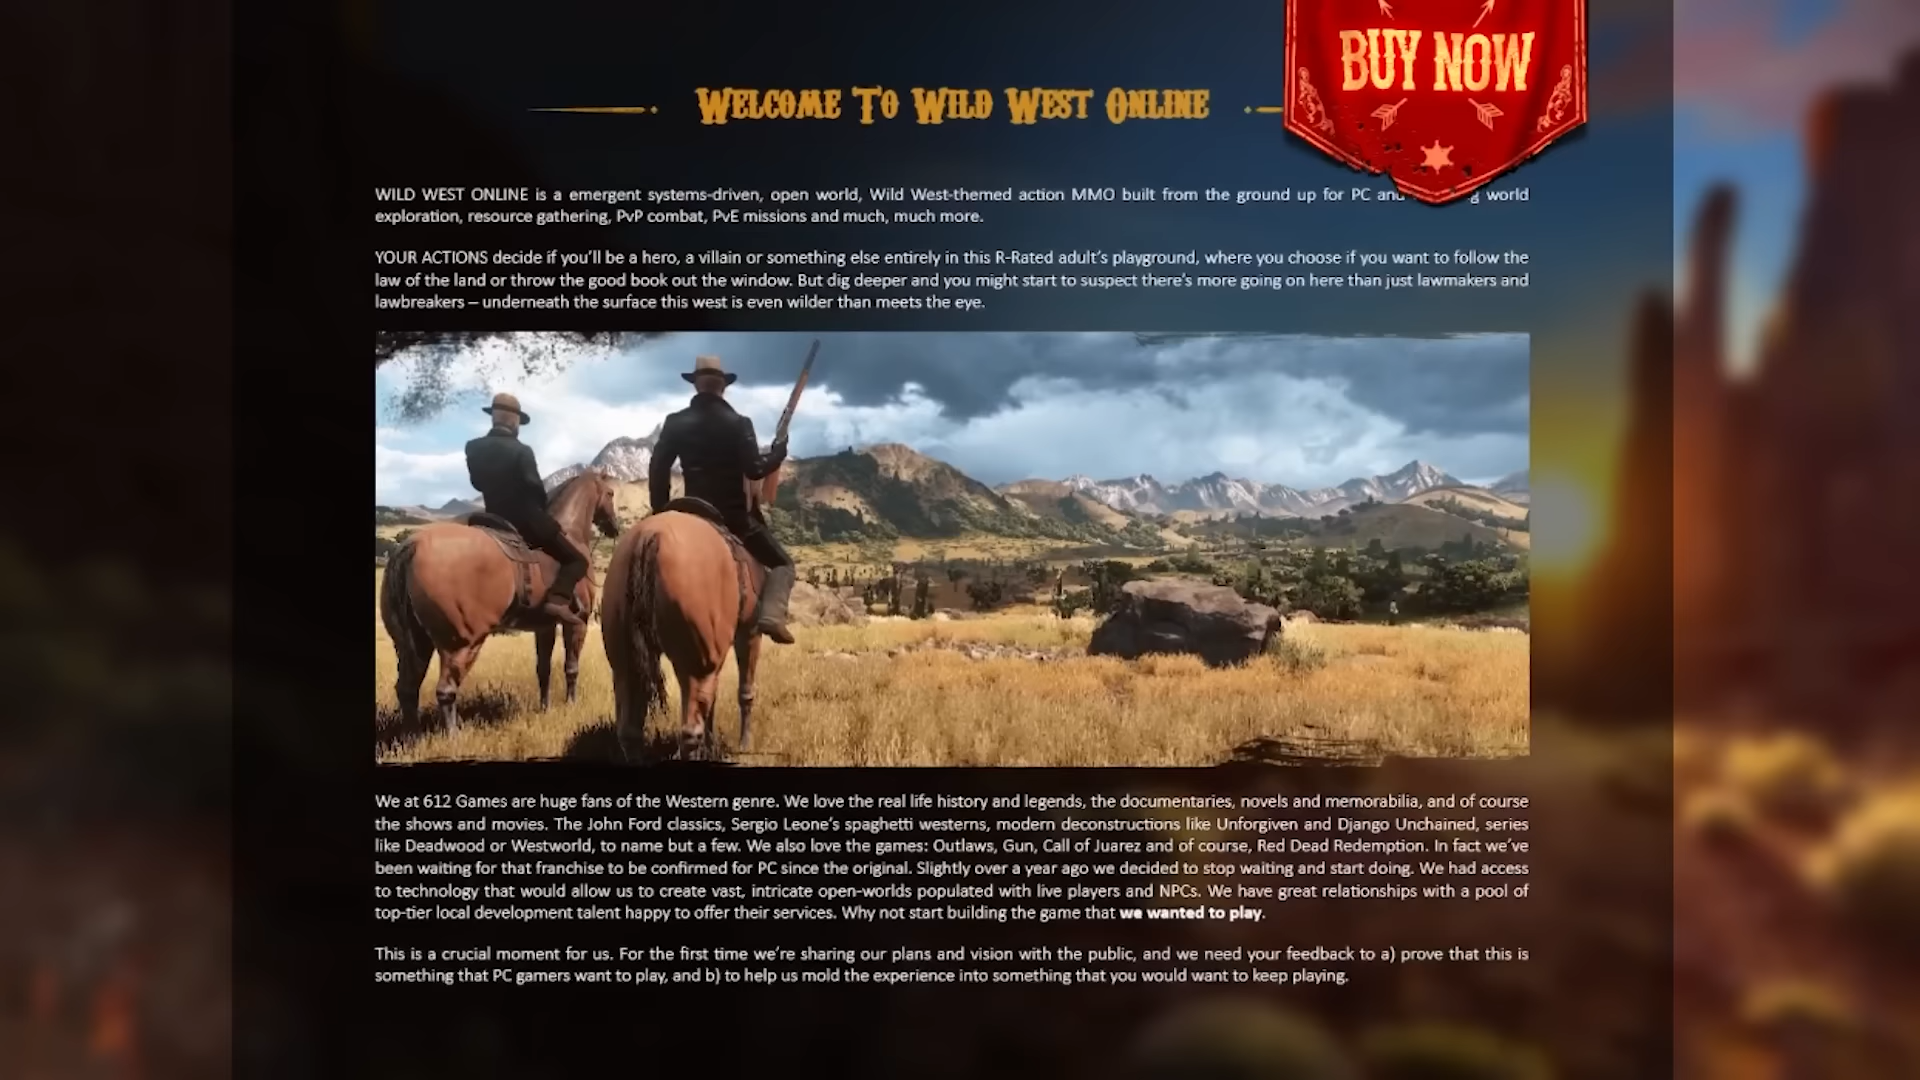 BUY NOW
WELCOME TO WILD WEST ONLINE
WILD WEST ONLINE is a emergent systems-driven, open world, Wild West-themed action MMO built from the ground up for PC and world
exploration, resource gathering, PvP combat, PvE missions and much, much more.
YOUR ACTIONS decide if you'll be a hero, a villain or something else entirely in this R-Rated adult's playground, where you choose if you want to follow the
law of the land or throw the good book out the window. But dig deeper and you might start to suspect there's more going on here than just lawmakers and
lawbreakers – underneath the surface this west is even wilder than meets the eye.
We at 612 Games are huge fans of the Western genre. We love the real life history and legends, the documentaries, novels and memorabilia, and of course
the shows and movies. The John Ford classics, Sergio Leone's spaghetti westerns, modern deconstructions like Unforgiven and Django Unchained, series
like Deadwood or Westworld, to name but a few. We also love the games: Outlaws, Gun, Call of Juarez and of course, Red Dead Redemption. In fact we've
been waiting for that franchise to be confirmed for PC since the original. Slightly over a year ago we decided to stop waiting and start doing. We had access
to technology that would allow us to create vast, intricate open-worlds populated with live players and NPCs. We have great relationships with a pool of
top-tier local development talent happy to offer their services. Why not start building the game that we wanted to play.
This is a crucial moment for us. For the first time we're sharing our plans and vision with the public, and we need your feedback to a) prove that this is
something that PC gamers want to play, and b) to help us mold the experience into something that you would want to keep playing.